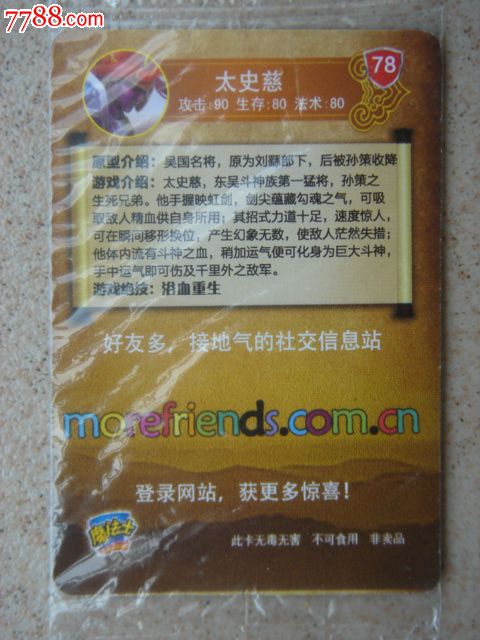 7788.com
太史慈
78
攻击:90 生存:80 法术:80
原型介绍：吴国名将，原为刘繇部下，后被孙策收降
游戏介绍：太史慈，东吴斗神族第一猛将，孙策之
生死兄弟。他手握映虹剑，剑尖蕴藏勾魂之气，可吸
取敌人精血供自身所用；其招式力道十足，速度惊人，
可在瞬间移形换位，产生幻象无数，使敌人茫然失措；
他体内流有斗神之血，稍加运气便可化身为巨大斗神，
手中运气即可伤及千里外之敌军。
游戏绝技：浴血重生
好友多，接地气的社交信息站
morefriends.com.cn
登录网站，获更多惊喜！
魔法士
此卡无毒无害 不可食用 非卖品